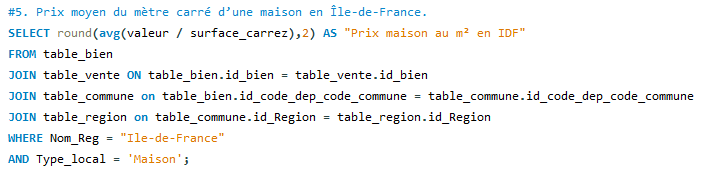 #5. Prix moyen du mètre carré d’une maison en Île-de-France.
SELECT round(avg(valeur / surface_carrez),2) AS "Prix maison au m² en IDF"
FROM table_bien
JOIN table_vente ON table_bien.id_bien = table_vente.id_bien
JOIN table_commune on table_bien.id_code_dep_code_commune = table_commune.id_code_dep_code_commune
JOIN table_region on table_commune.id_Region = table_region.id_Region
WHERE Nom_Reg = "Ile-de-France"
AND Type_local = 'Maison';